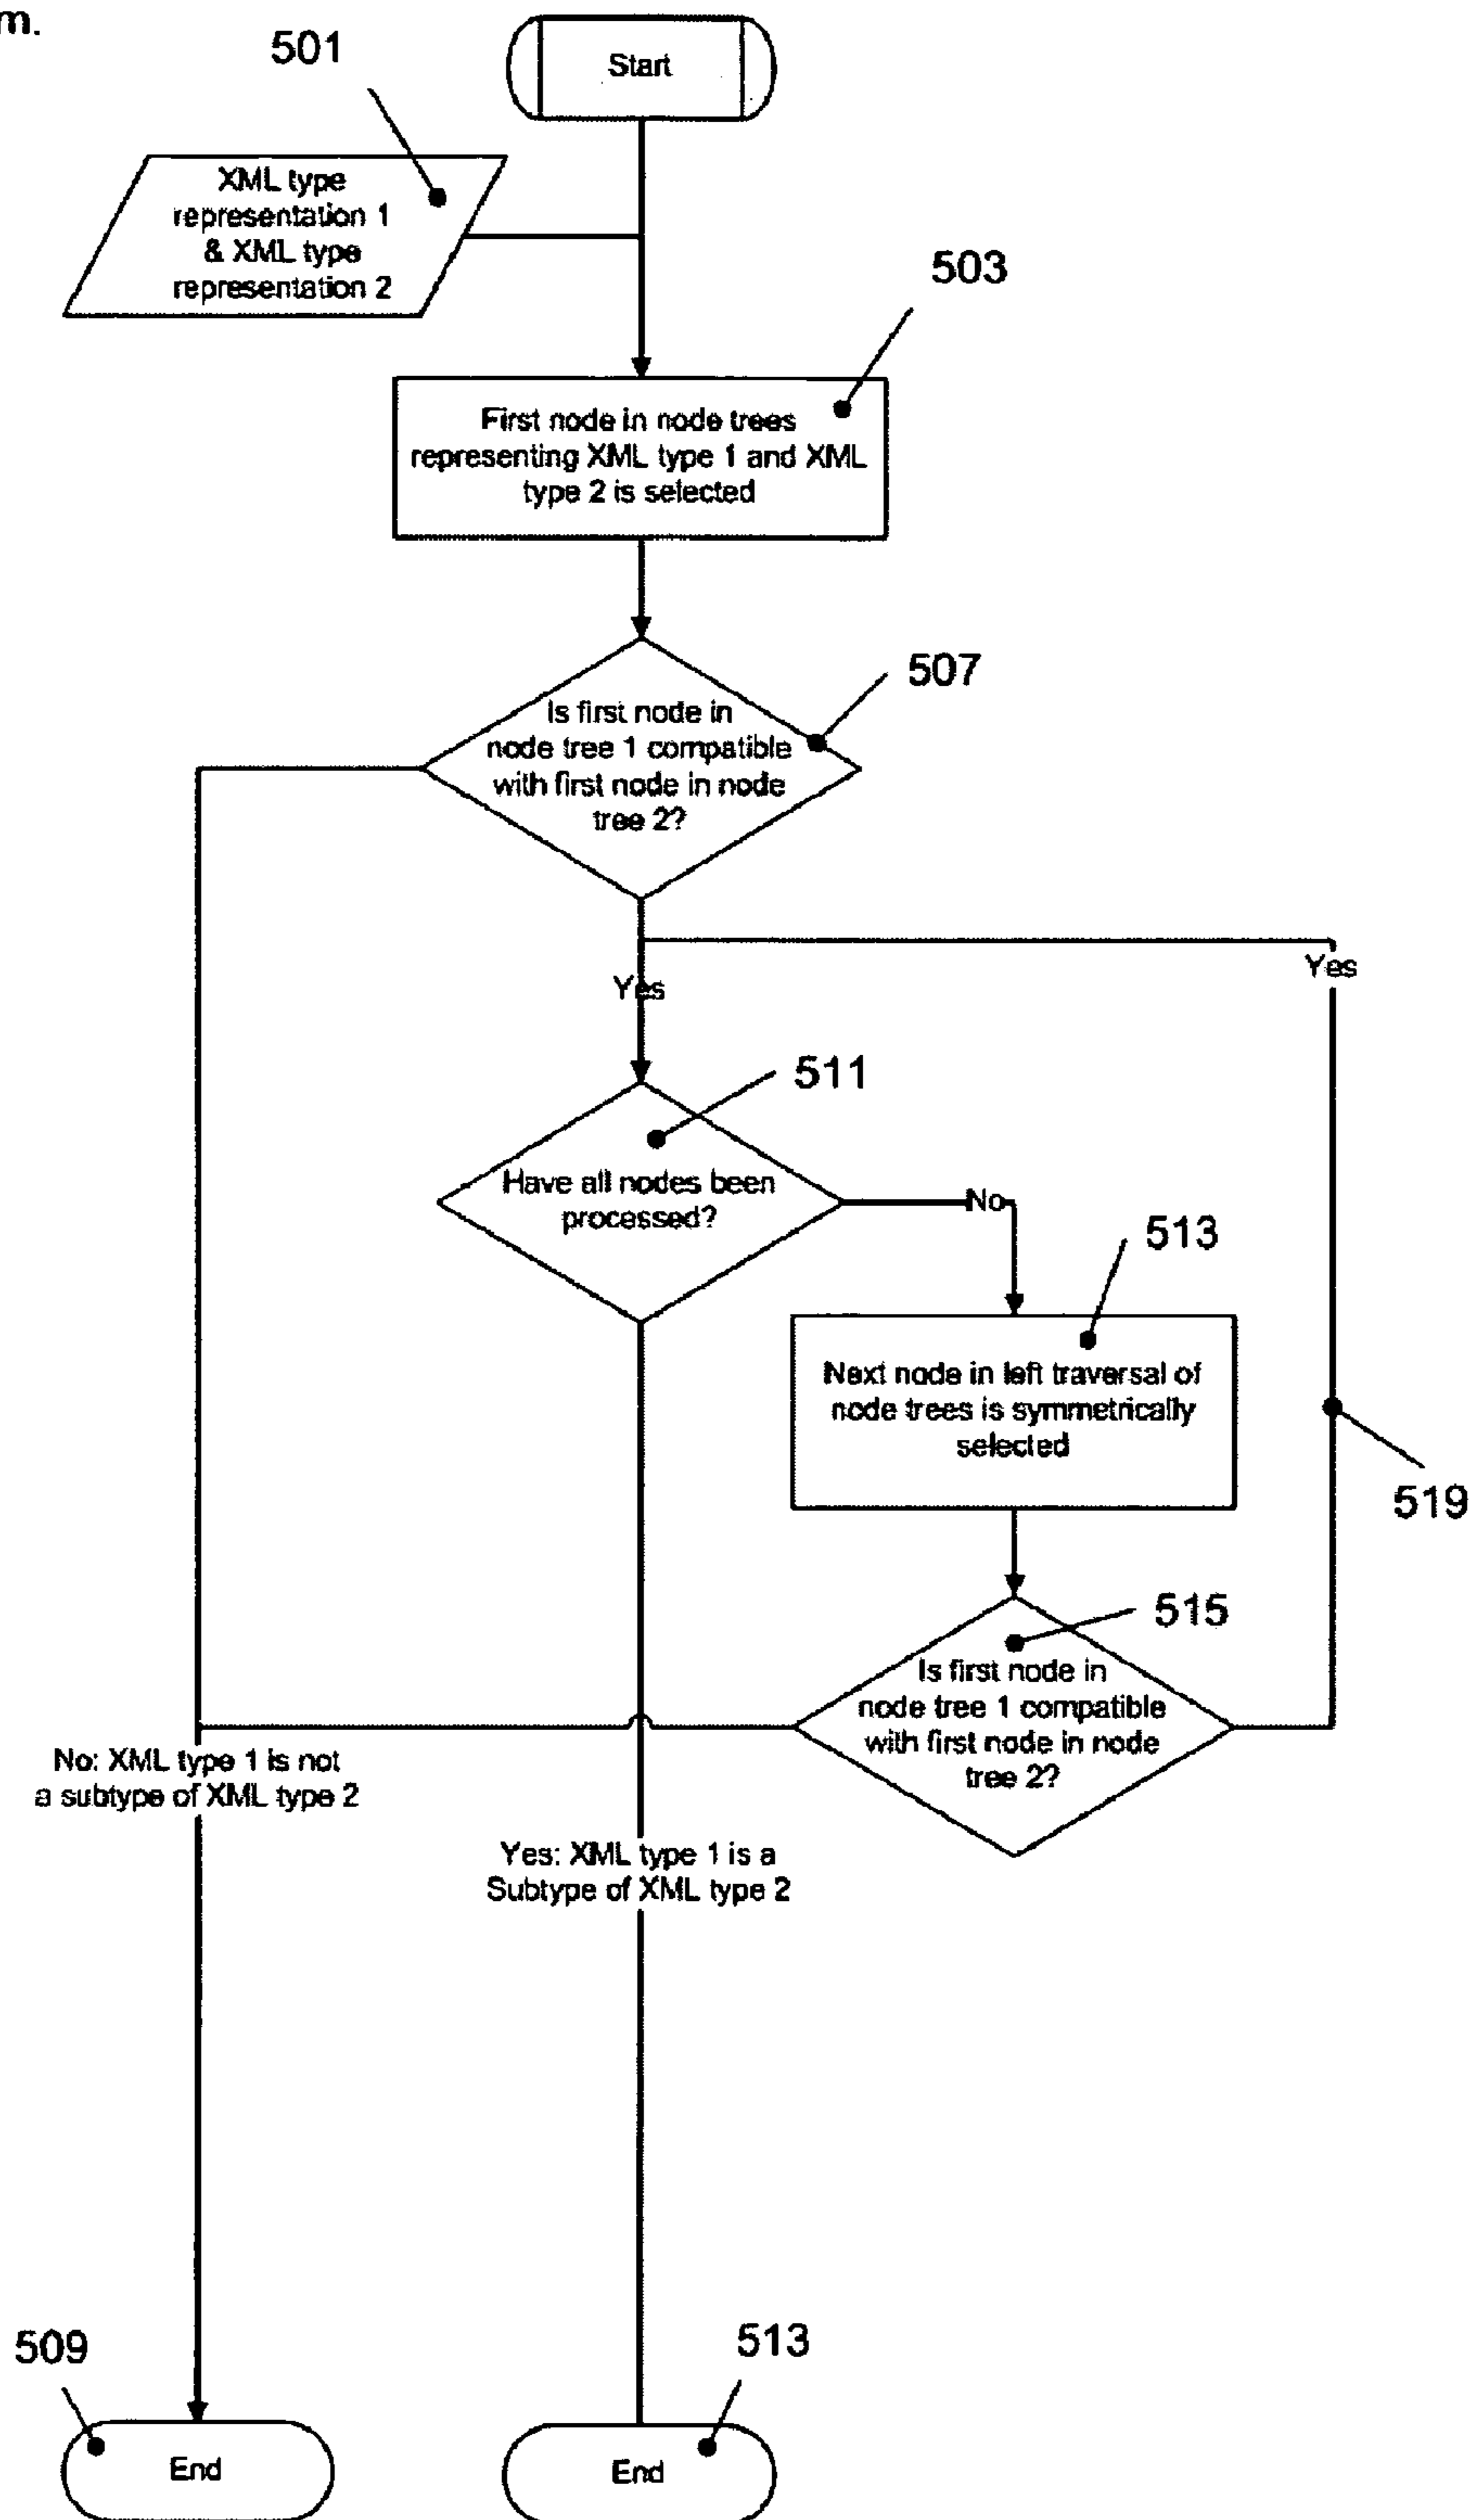 m.
501
Start
XML type
representation 1
& XML type
representation 2
503
First node in node trees
representing XML type 1 and XML
type 2 is selected
507
Is first node in
node tree 1 compatible
with first node in node
tree 2?
Yes
Yes
511
Have all nodes been
processed?
No
513
Next node in left traversal of
node trees is symmetrically
selected
519
515
Is first node in
node tree 1 compatible
with first node in node
tree 2?
No: XML type 1 is not
a subtype of XML type 2
Yes: XML type 1 is a
Subtype of XML type 2
509
513
End
End